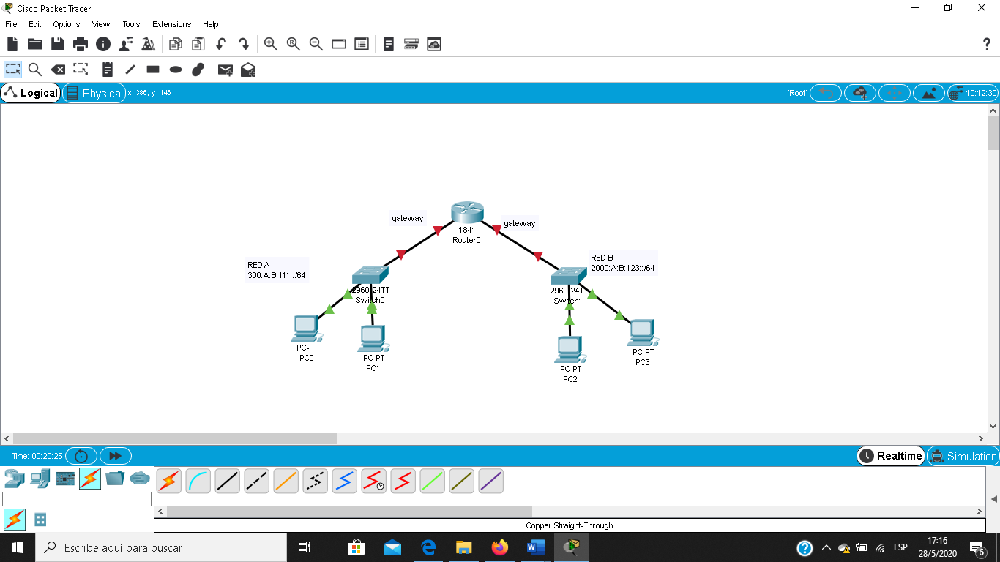 Cisco Packet Tracer
File Edit Options View Tools Extensions Help
?
Logical
Physical
x: 386, y: 146
[Root]
10:12:30
gateway
gateway
1841
Router0
RED A
300:A:B:111::/64
RED B
2000:A:B:123::/64
2960-24TT
Switch0
2960-24TT
Switch1
PC-PT
PC0
PC-PT
PC1
PC-PT
PC2
PC-PT
PC3
Time: 00:20:25
Realtime
Simulation
Copper Straight-Through
Escribe aquí para buscar
ESP
17:16
28/5/2020
6